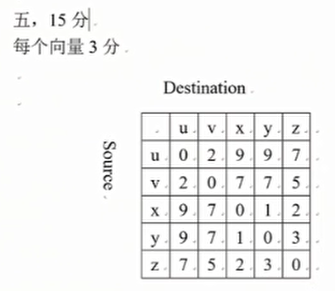 五，15 分
每个向量 3 分
Destination
Source
u v x y z
u 0 2 9 9 7
v 2 0 7 7 5
x 9 7 0 1 2
y 9 7 1 0 3
z 7 5 2 3 0